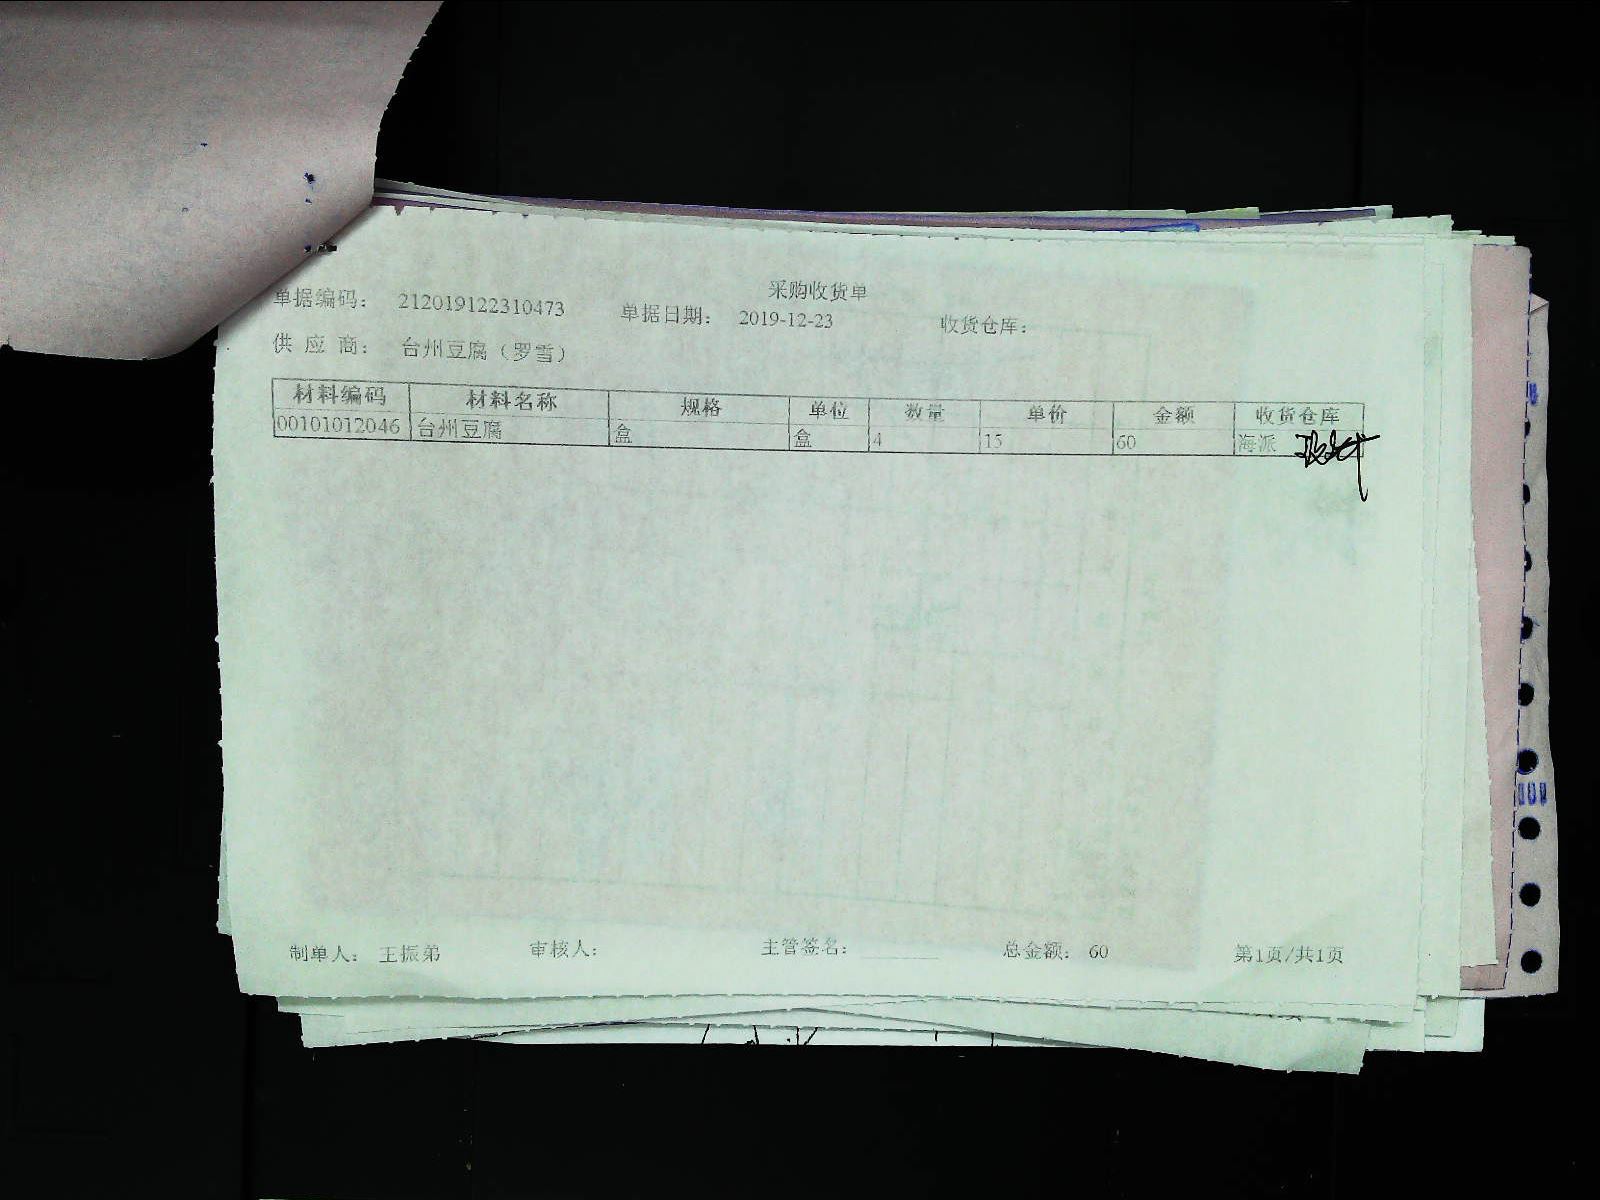 采购收货单
单据编码： 212019122310473 单据日期： 2019-12-23 收货仓库：
供 应 商： 台州豆腐（罗雪）
材料编码 材料名称 规格 单位 数量 单价 金额 收货仓库
00101012046 台州豆腐 盒 盒 4 15 60 海派
制单人： 王振弟 审核人： 主管签名： 总金额： 60 第1页/共1页